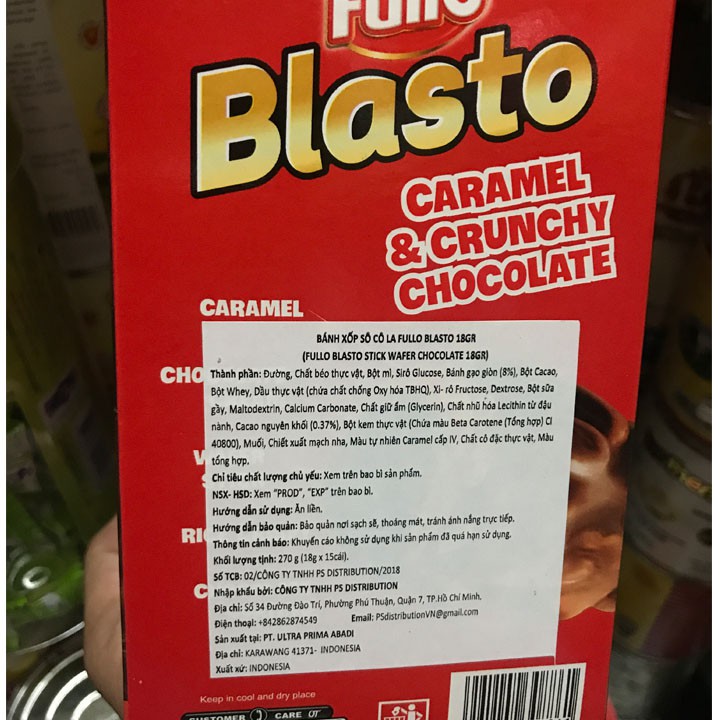 Fullo
Blasto
CARAMEL
& CRUNCHY
CHOCOLATE
CARAMEL
CHO
BÁNH XỐP SÔ CÔ LA FULLO BLASTO 18GR
(FULLO BLASTO STICK WAFER CHOCOLATE 18GR)
Thành phần: Đường, Chất béo thực vật, Bột mì, Sirô Glucose, Bánh gạo giòn (8%), Bột Cacao,
Bột Whey, Dầu thực vật (chứa chất chống Oxy hóa TBHQ), Xi- rô Fructose, Dextrose, Bột sữa
gầy, Maltodextrin, Calcium Carbonate, Chất giữ ẩm (Glycerin), Chất nhũ hóa Lecithin từ đậu
nành, Cacao nguyên khối (0.37%), Bột kem thực vật (Chứa màu Beta Carotene (Tổng hợp) CI
40800), Muối, Chiết xuất mạch nha, Màu tự nhiên Caramel cấp IV, Chất cô đặc thực vật, Màu
tổng hợp.
Chỉ tiêu chất lượng chủ yếu: Xem trên bao bì sản phẩm.
NSX- HSD: Xem "PROD", "EXP" trên bao bì.
Hướng dẫn sử dụng: Ăn liền.
Hướng dẫn bảo quản: Bảo quản nơi sạch sẽ, thoáng mát, tránh ánh nắng trực tiếp.
RI
Thông tin cảnh báo: Khuyến cáo không sử dụng khi sản phẩm đã quá hạn sử dụng.
Khối lượng tịnh: 270 g (18g x 15cái).
Số TCB: 02/CÔNG TY TNHH PS DISTRIBUTION/2018
C
Nhập khẩu bởi: CÔNG TY TNHH PS DISTRIBUTION
Địa chỉ: Số 34 Đường Đào Trí, Phường Phú Thuận, Quận 7, TP.Hồ Chí Minh.
Điện thoại: +842862874549 Email: PSdistributionVN@gmail.com
Sản xuất tại: PT. ULTRA PRIMA ABADI
Địa chỉ: KARAWANG 41371- INDONESIA
Xuất xứ: INDONESIA
Keep in cool and dry place
CUSTOMER CARE OT